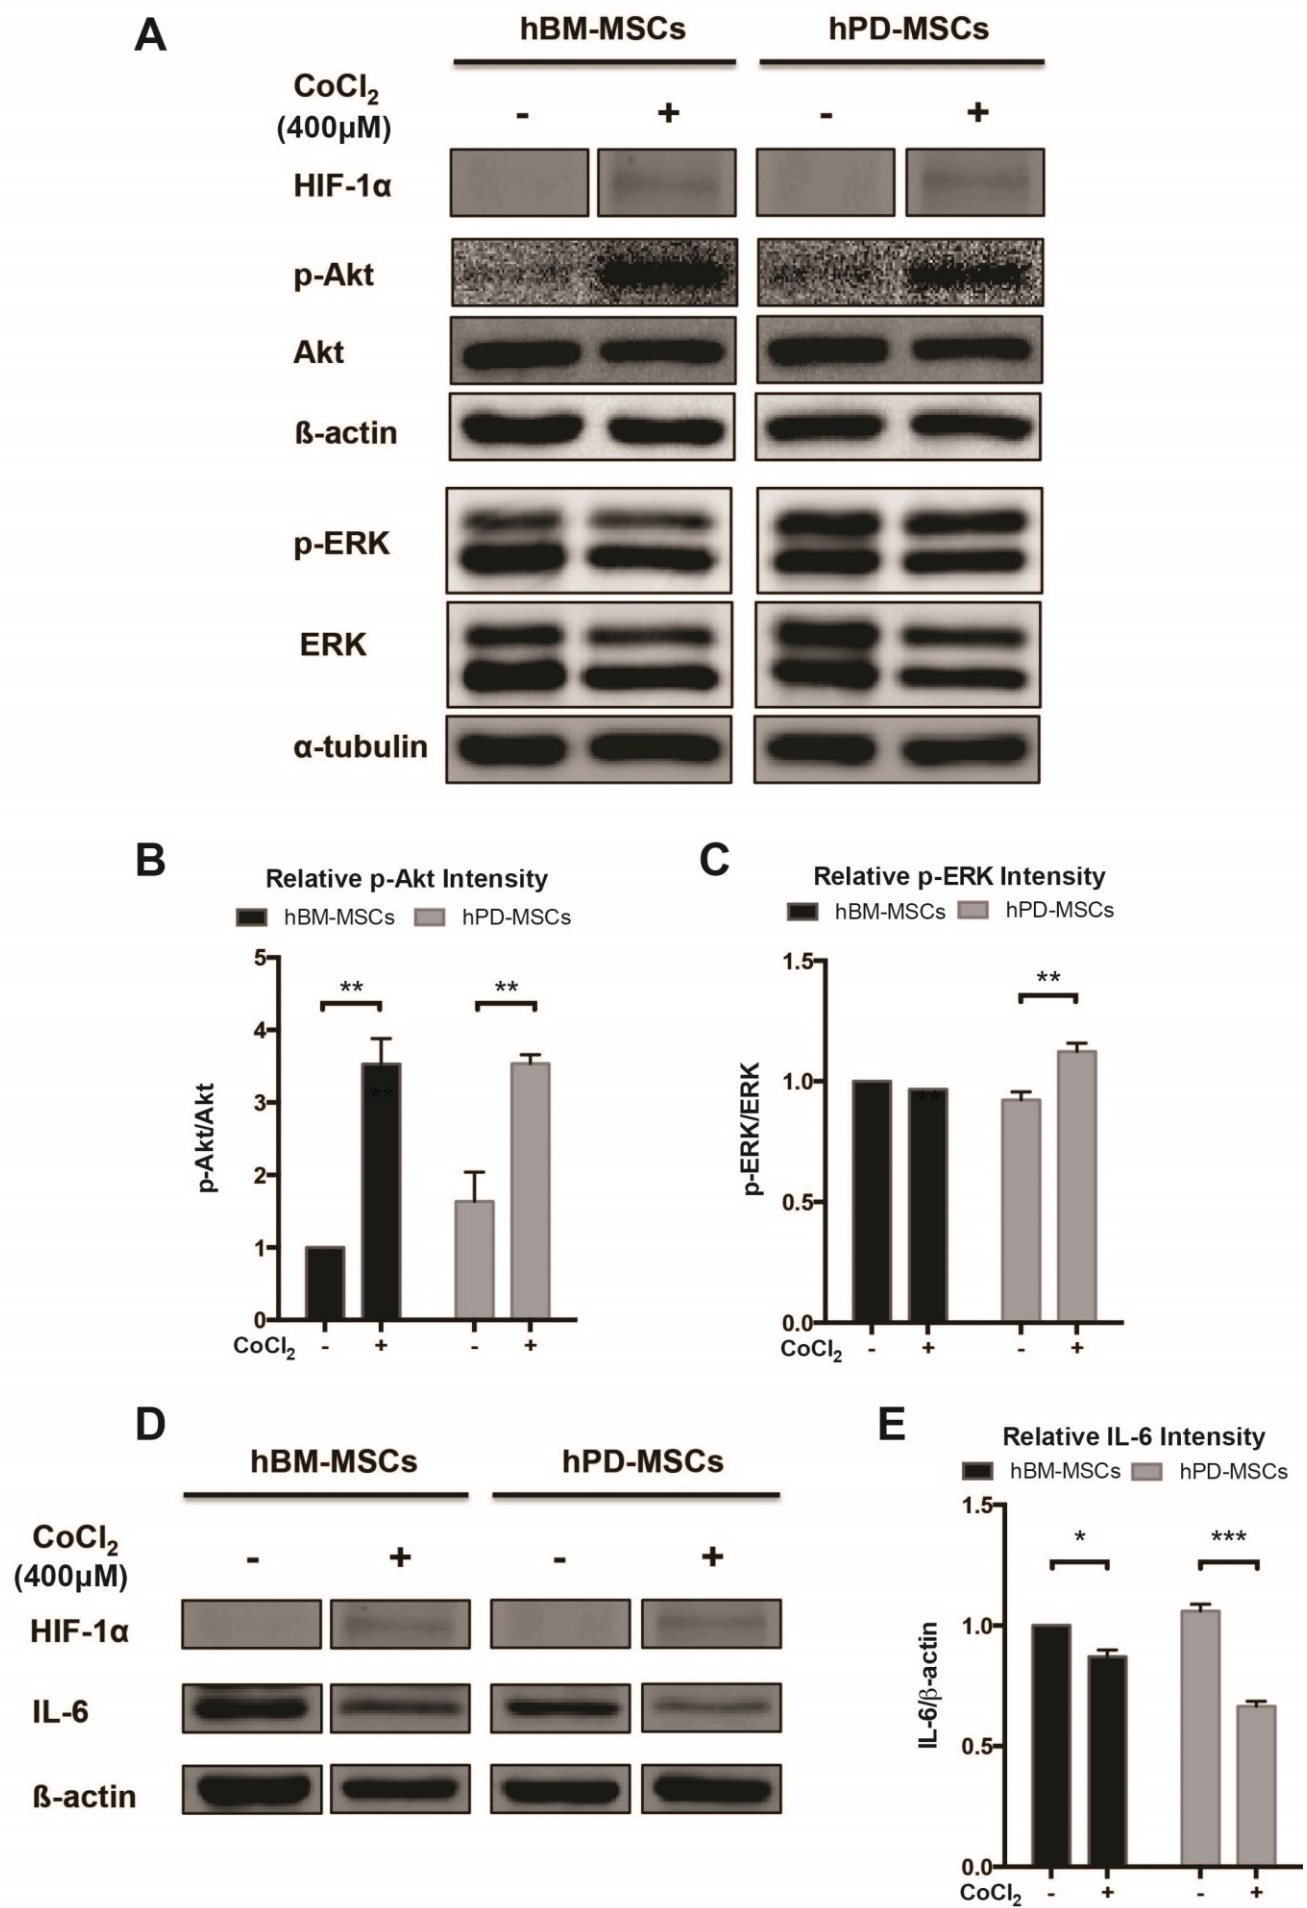 A
hBM-MSCs hPD-MSCs
CoCl2
(400µM)
- + - +
HIF-1α
p-Akt
Akt
ß-actin
p-ERK
ERK
α-tubulin
B
Relative p-Akt Intensity
hBM-MSCs hPD-MSCs
5
4
3
2
1
0
p-Akt/Akt
** **
**
CoCl2 - + - +
C
Relative p-ERK Intensity
hBM-MSCs hPD-MSCs
1.5
1.0
0.5
0.0
p-ERK/ERK
**
**
CoCl2 - + - +
D
hBM-MSCs hPD-MSCs
CoCl2
(400µM)
- + - +
HIF-1α
IL-6
ß-actin
E
Relative IL-6 Intensity
hBM-MSCs hPD-MSCs
1.5
1.0
0.5
0.0
IL-6/β-actin
* ***
CoCl2 - + - +